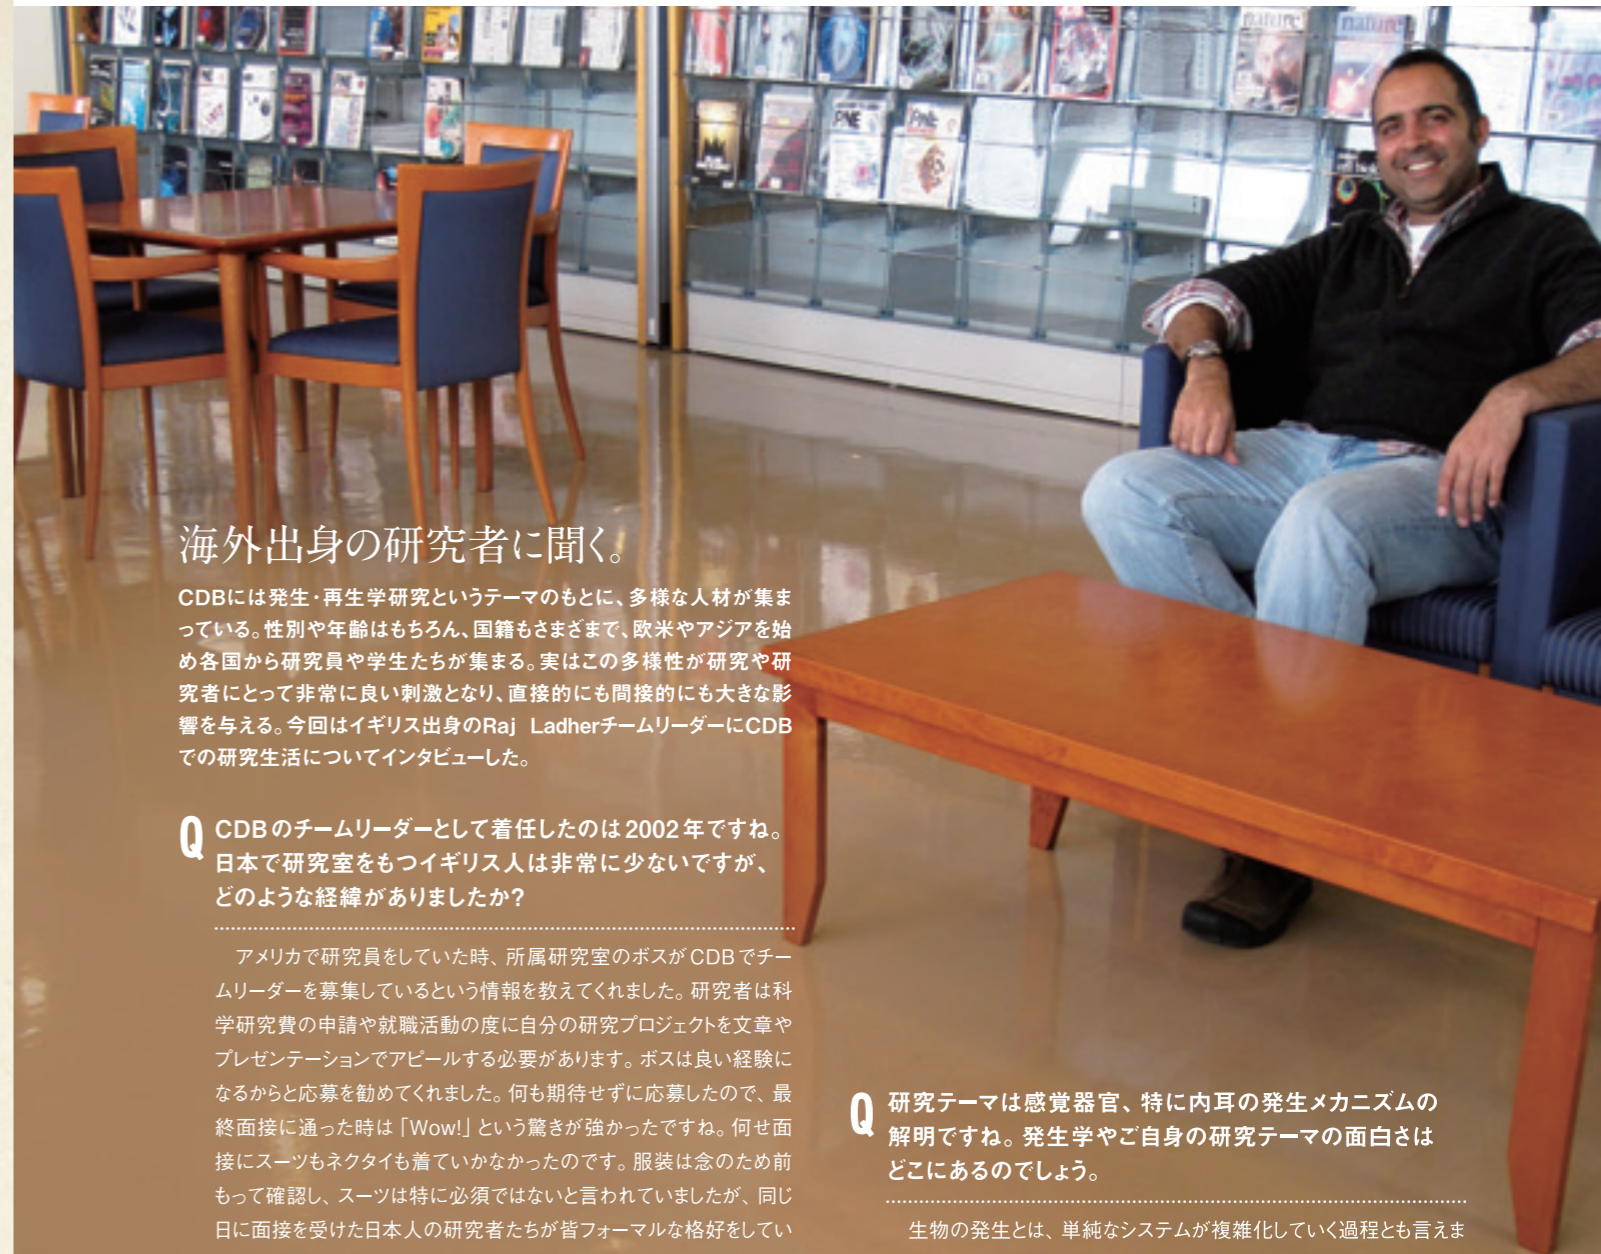 nature
nature
PNE
PNE
海外出身の研究者に聞く。
CDBには発生・再生学研究というテーマのもとに、多様な人材が集ま
っている。性別や年齢はもちろん、国籍もさまざまで、欧米やアジアを始
め各国から研究員や学生たちが集まる。実はこの多様性が研究や研
究者にとって非常に良い刺激となり、直接的にも間接的にも大きな影
響を与える。今回はイギリス出身のRaj Ladherチームリーダーにcdb
での研究生活についてインタビューした。
Q CDBのチームリーダーとして着任したのは2002年ですね。
日本で研究室をもつイギリス人は非常に少ないですが、
どのような経緯がありましたか?
アメリカで研究員をしていた時、所属研究室のボスがCDBでチー
ムリーダーを募集しているという情報を教えてくれました。研究者は科
学研究費の申請や就職活動の度に自分の研究プロジェクトを文章や
プレゼンテーションでアピールする必要があります。ボスは良い経験に
なるからと応募を勧めてくれました。何も期待せずに応募したので、最
終面接に通った時は「Wow!」という驚きが強かったですね。何せ面
接にスーツもネクタイも着ていかなかったのです。服装は念のため前
もって確認し、スーツは特に必須ではないと言われていましたが、同じ
日に面接を受けた日本人の研究者たちが皆フォーマルな格好をしてい
Q 研究テーマは感覚器官、特に内耳の発生メカニズムの
解明ですね。発生学やご自身の研究テーマの面白さは
どこにあるのでしょう。
生物の発生とは、単純なシステムが複雑化していく過程とも言えま